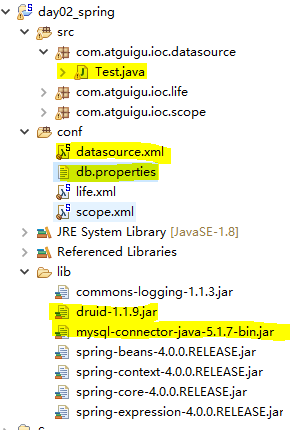 day02_spring
src
com.atguigu.ioc.datasource
Test.java
com.atguigu.ioc.life
com.atguigu.ioc.scope
conf
datasource.xml
db.properties
life.xml
scope.xml
JRE System Library [JavaSE-1.8]
Referenced Libraries
lib
commons-logging-1.1.3.jar
druid-1.1.9.jar
mysql-connector-java-5.1.7-bin.jar
spring-beans-4.0.0.RELEASE.jar
spring-context-4.0.0.RELEASE.jar
spring-core-4.0.0.RELEASE.jar
spring-expression-4.0.0.RELEASE.jar